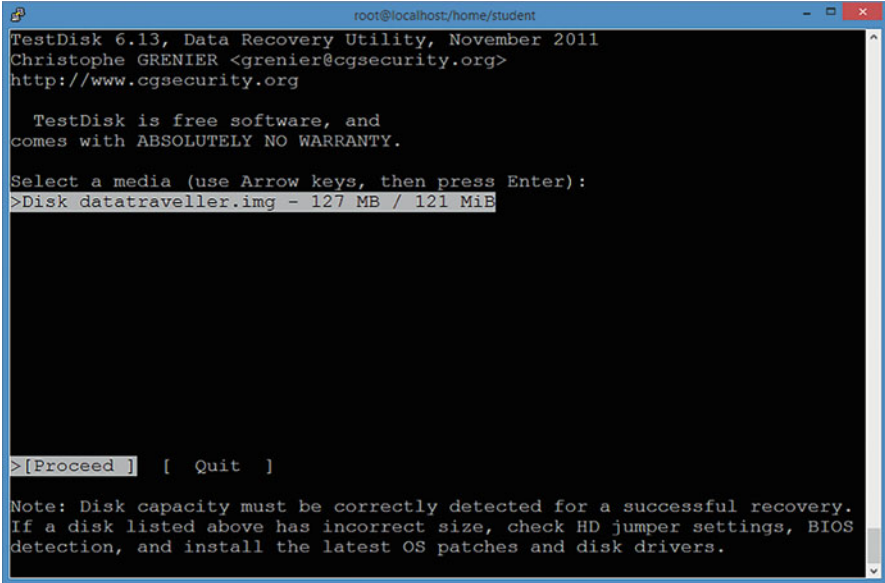 root@localhost:/home/student
TestDisk 6.13, Data Recovery Utility, November 2011
Christophe GRENIER <grenier@cgsecurity.org>
http://www.cgsecurity.org
TestDisk is free software, and
comes with ABSOLUTELY NO WARRANTY.
Select a media (use Arrow keys, then press Enter):
>Disk datatraveller.img - 127 MB / 121 MiB
>[Proceed ]  [  Quit  ]
Note: Disk capacity must be correctly detected for a successful recovery.
If a disk listed above has incorrect size, check HD jumper settings, BIOS
detection, and install the latest OS patches and disk drivers.